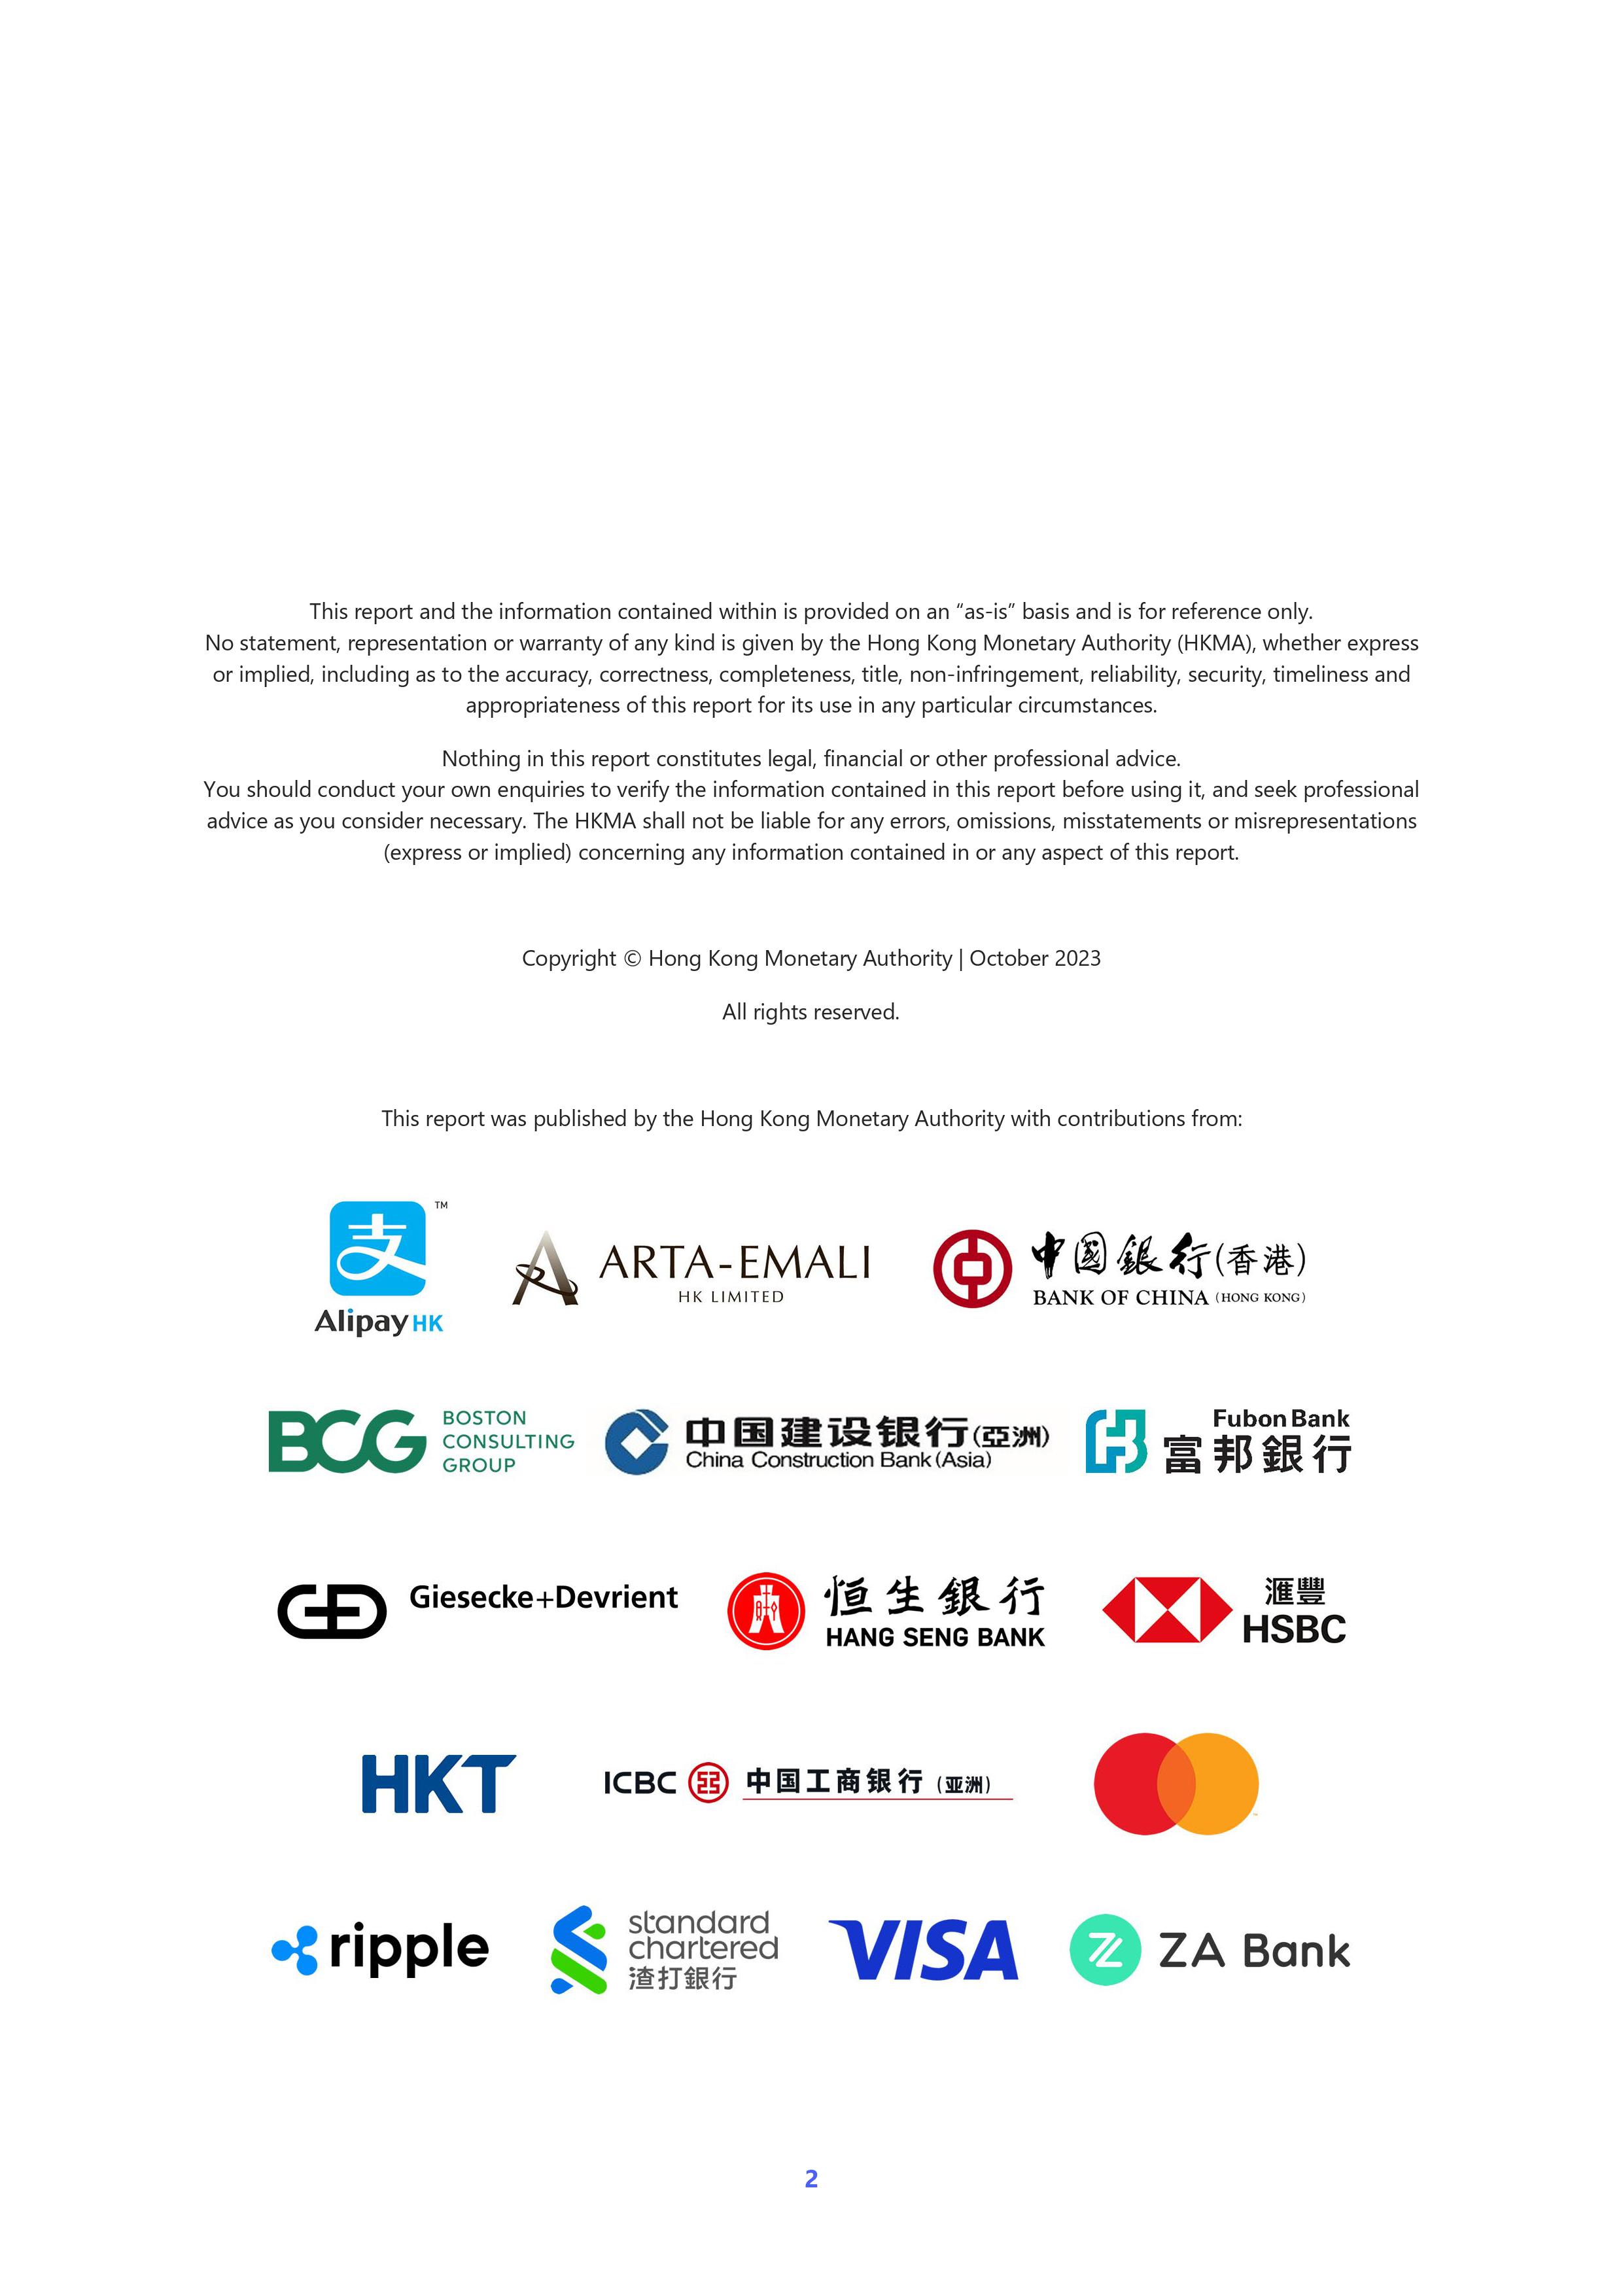 This report and the information contained within is provided on an “as-is” basis and is for reference only.
No statement, representation or warranty of any kind is given by the Hong Kong Monetary Authority (HKMA), whether express
or implied, including as to the accuracy, correctness, completeness, title, non-infringement, reliability, security, timeliness and
appropriateness of this report for its use in any particular circumstances.
Nothing in this report constitutes legal, financial or other professional advice.
You should conduct your own enquiries to verify the information contained in this report before using it, and seek professional
advice as you consider necessary. The HKMA shall not be liable for any errors, omissions, misstatements or misrepresentations
(express or implied) concerning any information contained in or any aspect of this report.
Copyright © Hong Kong Monetary Authority | October 2023
All rights reserved.
This report was published by the Hong Kong Monetary Authority with contributions from:
支 ™
Alipay HK
ARTA-EMALI
HK LIMITED
中國銀行(香港)
BANK OF CHINA (HONG KONG)
BCG
BOSTON
CONSULTING
GROUP
中国建设银行(亞洲)
China Construction Bank (Asia)
Fubon Bank
富邦銀行
G+D Giesecke+Devrient
恒生銀行
HANG SENG BANK
滙豐
HSBC
HKT
ICBC 中国工商银行 (亚洲)
ripple
standard
chartered
渣打銀行
VISA
ZA Bank
2